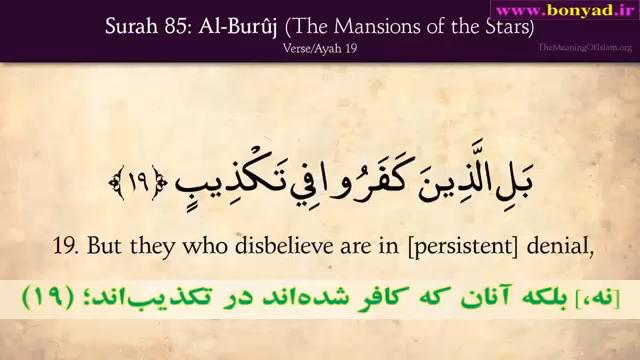 www.bonyad.ir
Surah 85: Al-Burûj (The Mansions of the Stars)
Verse/Ayah 19
TheMeaningOfIslam.org
بَلِ الَّذِينَ كَفَرُوا فِي تَكْذِيبٍ ﴿١٩﴾
19. But they who disbelieve are in [persistent] denial,
[نه،] بلکه آنان که کافر شده‌اند در تکذیب‌اند؛ (۱۹)